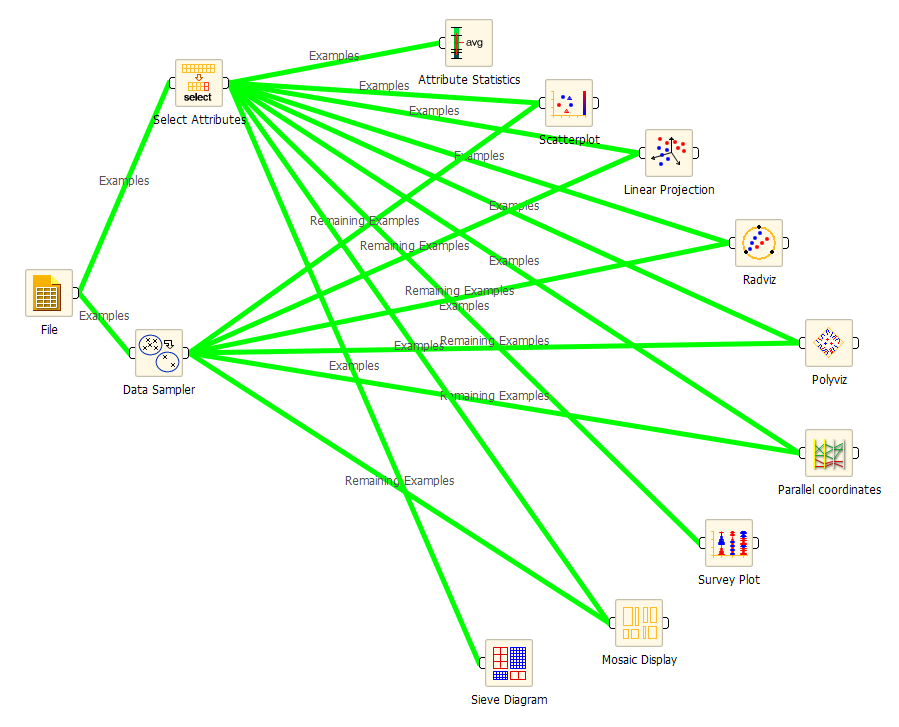 avg
Examples
Attribute Statistics
select
Select Attributes
Examples
Examples
Scatterplot
Examples
Linear Projection
Examples
Examples
Remaining Examples
Remaining Examples
Examples
Radviz
Remaining Examples
Examples
File
Examples
Remaining Examples
Examples
Polyviz
Data Sampler
Examples
Remaining Examples
Remaining Examples
Parallel coordinates
Survey Plot
Mosaic Display
Sieve Diagram